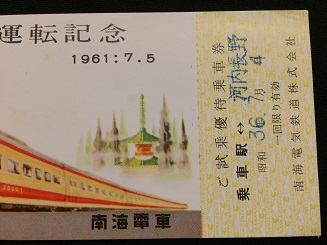 運転記念
1961:7.5
南海電車
ご試乗優待乗車券
乗車駅↔河内長野
昭和36 7月4
一回限り有効
南海電気鉄道株式会社